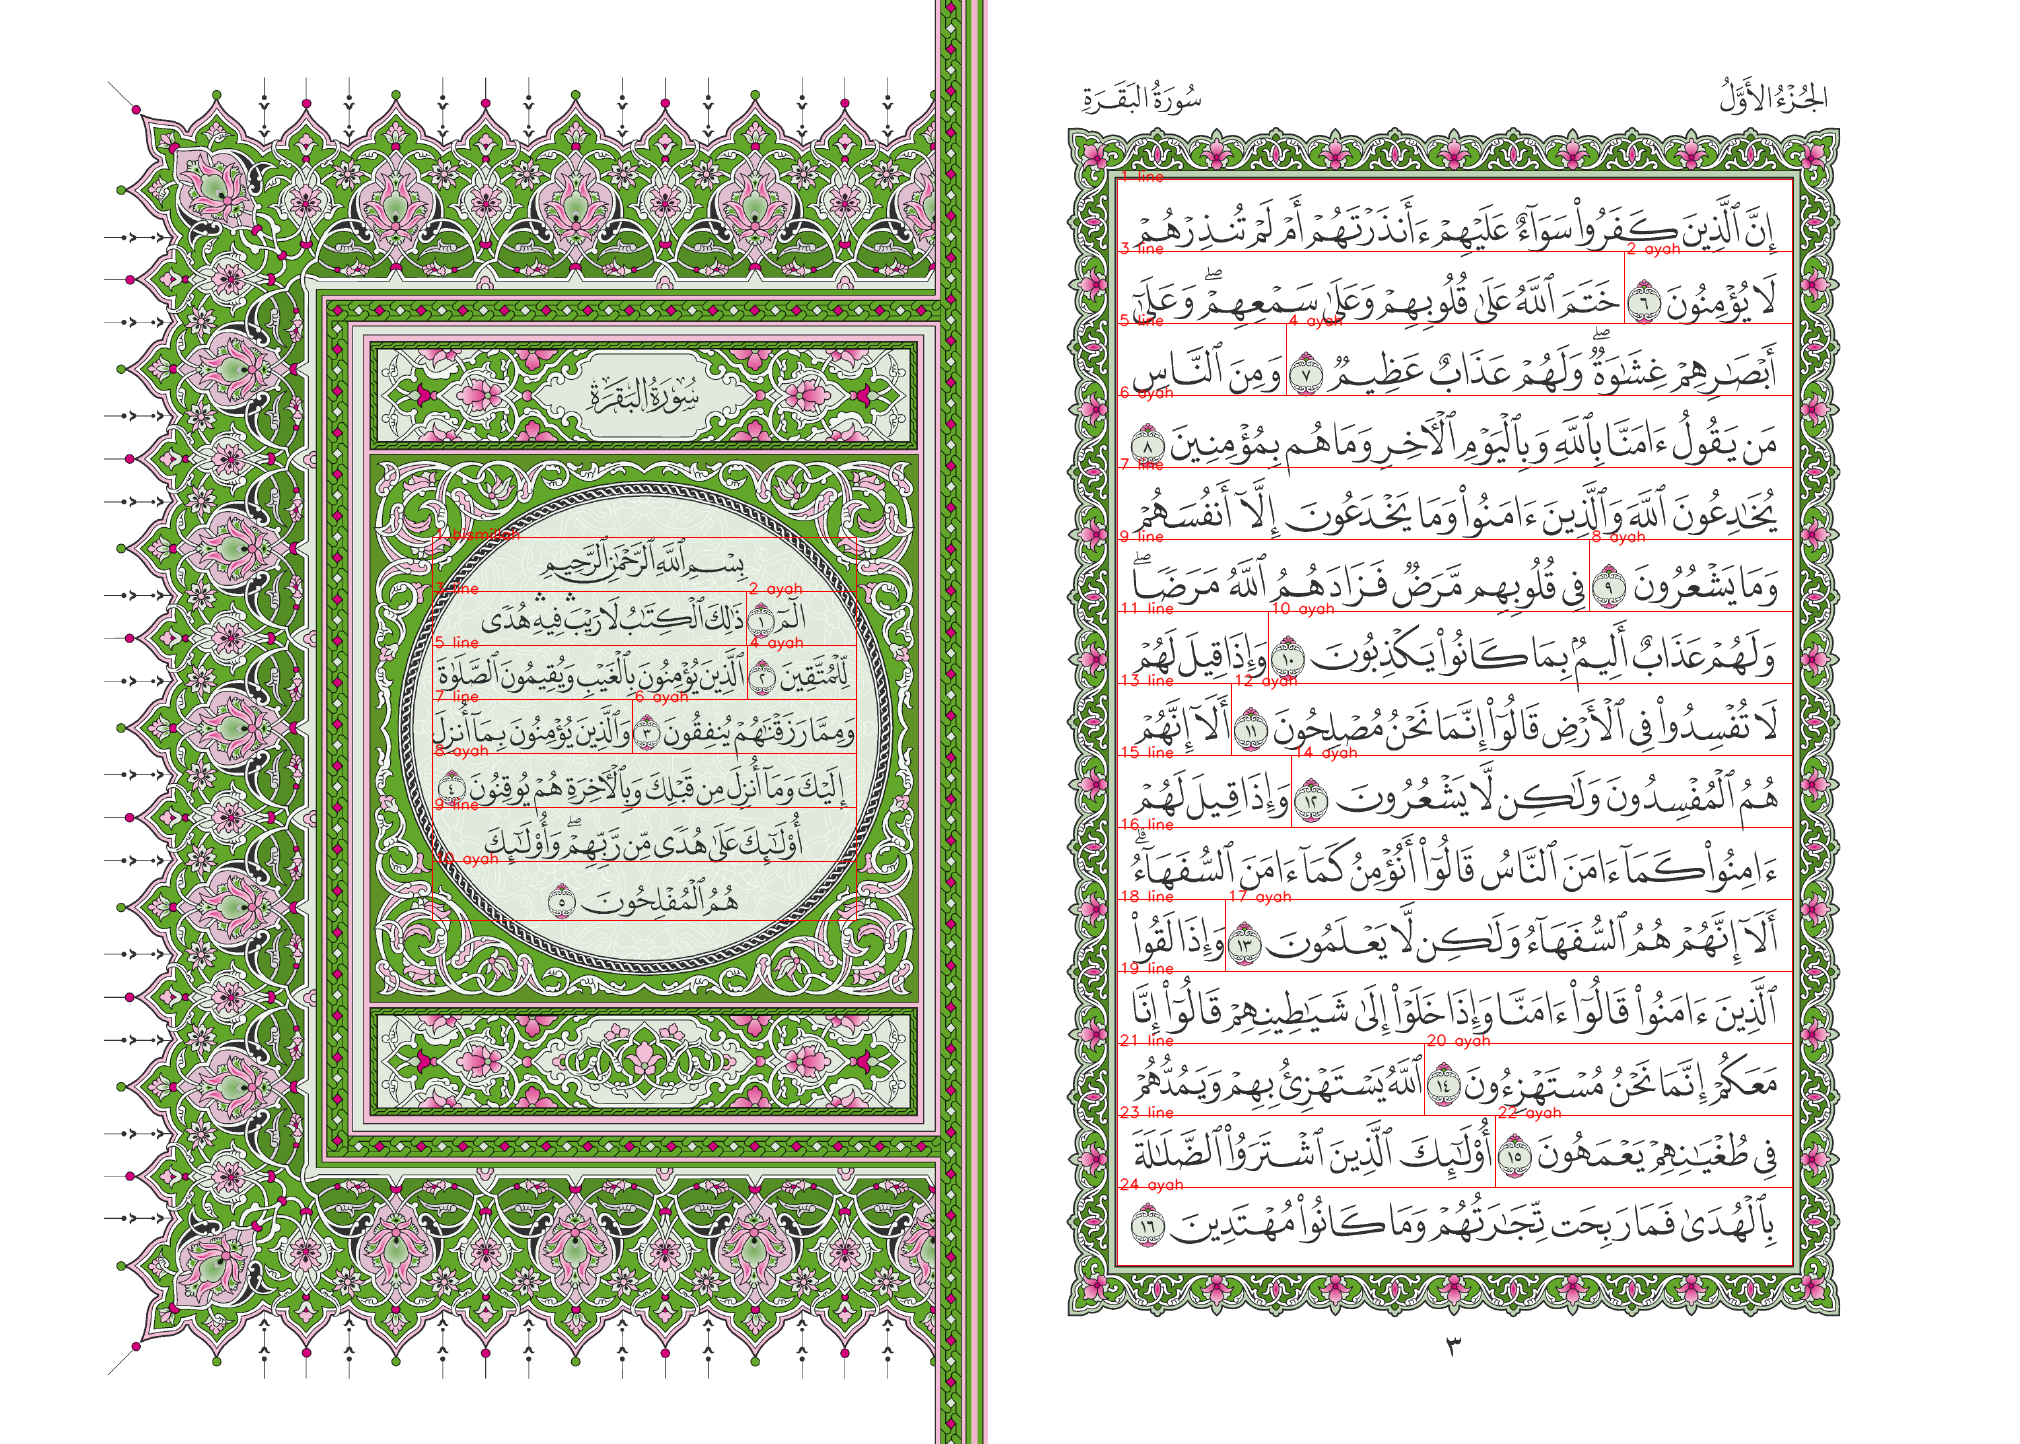 سُورَةُ البَقَرَةِ
1 bismillah
بِسْمِ ٱللَّهِ ٱلرَّحْمَٰنِ ٱلرَّحِيمِ
3 line 2 ayah
الٓمٓ ١ ذَٰلِكَ ٱلْكِتَٰبُ لَا رَيْبَۛ فِيهِۛ هُدًى
5 line 4 ayah
لِّلْمُتَّقِينَ ٢ ٱلَّذِينَ يُؤْمِنُونَ بِٱلْغَيْبِ وَيُقِيمُونَ ٱلصَّلَوٰةَ
7 line 6 ayah
وَمِمَّا رَزَقْنَٰهُمْ يُنفِقُونَ ٣ وَٱلَّذِينَ يُؤْمِنُونَ بِمَآ أُنزِلَ
8 ayah
إِلَيْكَ وَمَآ أُنزِلَ مِن قَبْلِكَ وَبِٱلْءَاخِرَةِ هُمْ يُوقِنُونَ ٤
9 line
أُو۟لَٰٓئِكَ عَلَىٰ هُدًى مِّن رَّبِّهِمْۖ وَأُو۟لَٰٓئِكَ
10 ayah
هُمُ ٱلْمُفْلِحُونَ ٥
الجُزْءُ الأَوَّلُ
سُورَةُ البَقَرَةِ
1 line
إِنَّ ٱلَّذِينَ كَفَرُوا۟ سَوَآءٌ عَلَيْهِمْ ءَأَنذَرْتَهُمْ أَمْ لَمْ تُنذِرْهُمْ
3 line 2 ayah
لَا يُؤْمِنُونَ ٦ خَتَمَ ٱللَّهُ عَلَىٰ قُلُوبِهِمْ وَعَلَىٰ سَمْعِهِمْۖ وَعَلَىٰٓ
5 line 4 ayah
أَبْصَٰرِهِمْ غِشَٰوَةٌۖ وَلَهُمْ عَذَابٌ عَظِيمٌ ٧ وَمِنَ ٱلنَّاسِ
6 ayah
مَن يَقُولُ ءَامَنَّا بِٱللَّهِ وَبِٱلْيَوْمِ ٱلْءَاخِرِ وَمَا هُم بِمُؤْمِنِينَ ٨
7 line
يُخَٰدِعُونَ ٱللَّهَ وَٱلَّذِينَ ءَامَنُوا۟ وَمَا يَخْدَعُونَ إِلَّآ أَنفُسَهُمْ
9 line 8 ayah
وَمَا يَشْعُرُونَ ٩ فِى قُلُوبِهِم مَّرَضٌ فَزَادَهُمُ ٱللَّهُ مَرَضًاۖ
11 line 10 ayah
وَلَهُمْ عَذَابٌ أَلِيمٌۢ بِمَا كَانُوا۟ يَكْذِبُونَ ١٠ وَإِذَا قِيلَ لَهُمْ
13 line 12 ayah
لَا تُفْسِدُوا۟ فِى ٱلْأَرْضِ قَالُوٓا۟ إِنَّمَا نَحْنُ مُصْلِحُونَ ١١ أَلَآ إِنَّهُمْ
15 line 14 ayah
هُمُ ٱلْمُفْسِدُونَ وَلَٰكِن لَّا يَشْعُرُونَ ١٢ وَإِذَا قِيلَ لَهُمْ
16 line
ءَامِنُوا۟ كَمَآ ءَامَنَ ٱلنَّاسُ قَالُوٓا۟ أَنُؤْمِنُ كَمَآ ءَامَنَ ٱلسُّفَهَآءُۗ
18 line 17 ayah
أَلَآ إِنَّهُمْ هُمُ ٱلسُّفَهَآءُ وَلَٰكِن لَّا يَعْلَمُونَ ١٣ وَإِذَا لَقُوا۟
19 line
ٱلَّذِينَ ءَامَنُوا۟ قَالُوٓا۟ ءَامَنَّا وَإِذَا خَلَوْا۟ إِلَىٰ شَيَٰطِينِهِمْ قَالُوٓا۟ إِنَّا
21 line 20 ayah
مَعَكُمْ إِنَّمَا نَحْنُ مُسْتَهْزِءُونَ ١٤ ٱللَّهُ يَسْتَهْزِئُ بِهِمْ وَيَمُدُّهُمْ
23 line 22 ayah
فِى طُغْيَٰنِهِمْ يَعْمَهُونَ ١٥ أُو۟لَٰٓئِكَ ٱلَّذِينَ ٱشْتَرَوُا۟ ٱلضَّلَٰلَةَ
24 ayah
بِٱلْهُدَىٰ فَمَا رَبِحَت تِّجَٰرَتُهُمْ وَمَا كَانُوا۟ مُهْتَدِينَ ١٦
٣